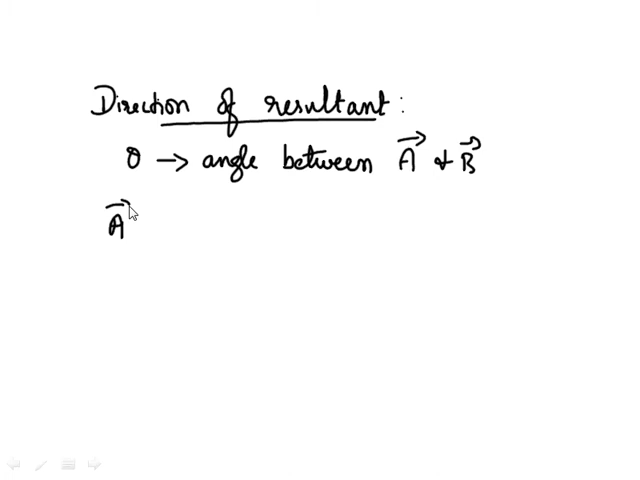 Direction of resultant :
θ → angle between A⃗ & B⃗
A⃗